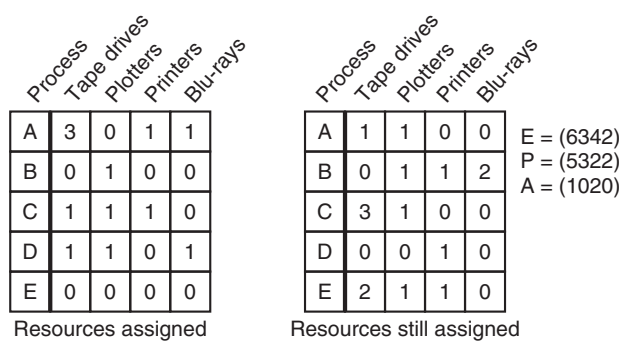 Process Tape drives Plotters Printers Blu-rays
A 3 0 1 1
B 0 1 0 0
C 1 1 1 0
D 1 1 0 1
E 0 0 0 0
Resources assigned
Process Tape drives Plotters Printers Blu-rays
A 1 1 0 0
B 0 1 1 2
C 3 1 0 0
D 0 0 1 0
E 2 1 1 0
Resources still assigned
E = (6342)
P = (5322)
A = (1020)